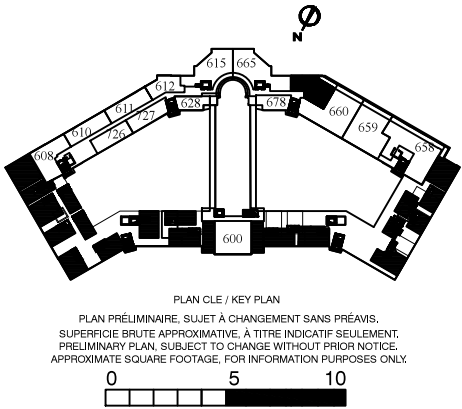 N
615 665
612
628 678
611
727 660
610 726 659
608 658
600
PLAN CLE / KEY PLAN
PLAN PRÉLIMINAIRE, SUJET À CHANGEMENT SANS PRÉAVIS.
SUPERFICIE BRUTE APPROXIMATIVE, À TITRE INDICATIF SEULEMENT.
PRELIMINARY PLAN, SUBJECT TO CHANGE WITHOUT PRIOR NOTICE.
APPROXIMATE SQUARE FOOTAGE, FOR INFORMATION PURPOSES ONLY.
0 5 10